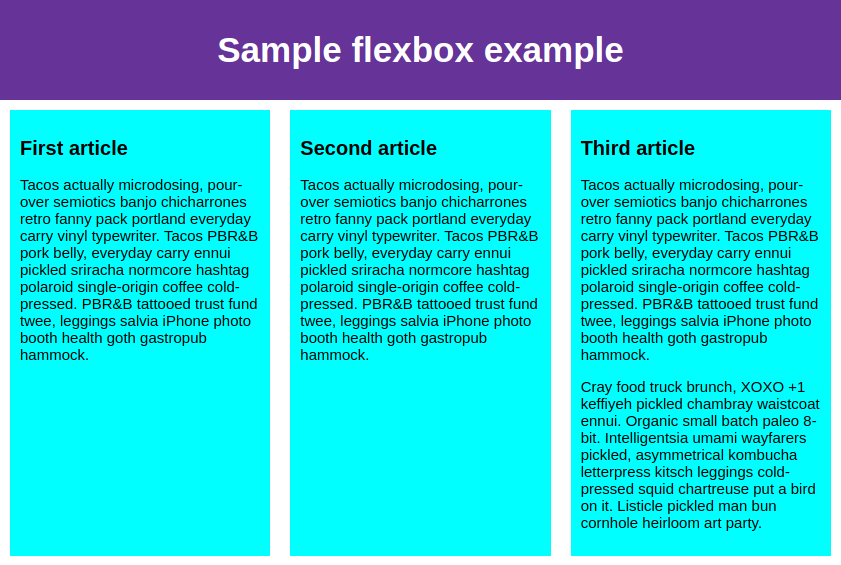 Sample flexbox example
First article
Tacos actually microdosing, pour-
over semiotics banjo chicharrones
retro fanny pack portland everyday
carry vinyl typewriter. Tacos PBR&B
pork belly, everyday carry ennui
pickled sriracha normcore hashtag
polaroid single-origin coffee cold-
pressed. PBR&B tattooed trust fund
twee, leggings salvia iPhone photo
booth health goth gastropub
hammock.
Second article
Tacos actually microdosing, pour-
over semiotics banjo chicharrones
retro fanny pack portland everyday
carry vinyl typewriter. Tacos PBR&B
pork belly, everyday carry ennui
pickled sriracha normcore hashtag
polaroid single-origin coffee cold-
pressed. PBR&B tattooed trust fund
twee, leggings salvia iPhone photo
booth health goth gastropub
hammock.
Third article
Tacos actually microdosing, pour-
over semiotics banjo chicharrones
retro fanny pack portland everyday
carry vinyl typewriter. Tacos PBR&B
pork belly, everyday carry ennui
pickled sriracha normcore hashtag
polaroid single-origin coffee cold-
pressed. PBR&B tattooed trust fund
twee, leggings salvia iPhone photo
booth health goth gastropub
hammock.
Cray food truck brunch, XOXO +1
keffiyeh pickled chambray waistcoat
ennui. Organic small batch paleo 8-
bit. Intelligentsia umami wayfarers
pickled, asymmetrical kombucha
letterpress kitsch leggings cold-
pressed squid chartreuse put a bird
on it. Listicle pickled man bun
cornhole heirloom art party.